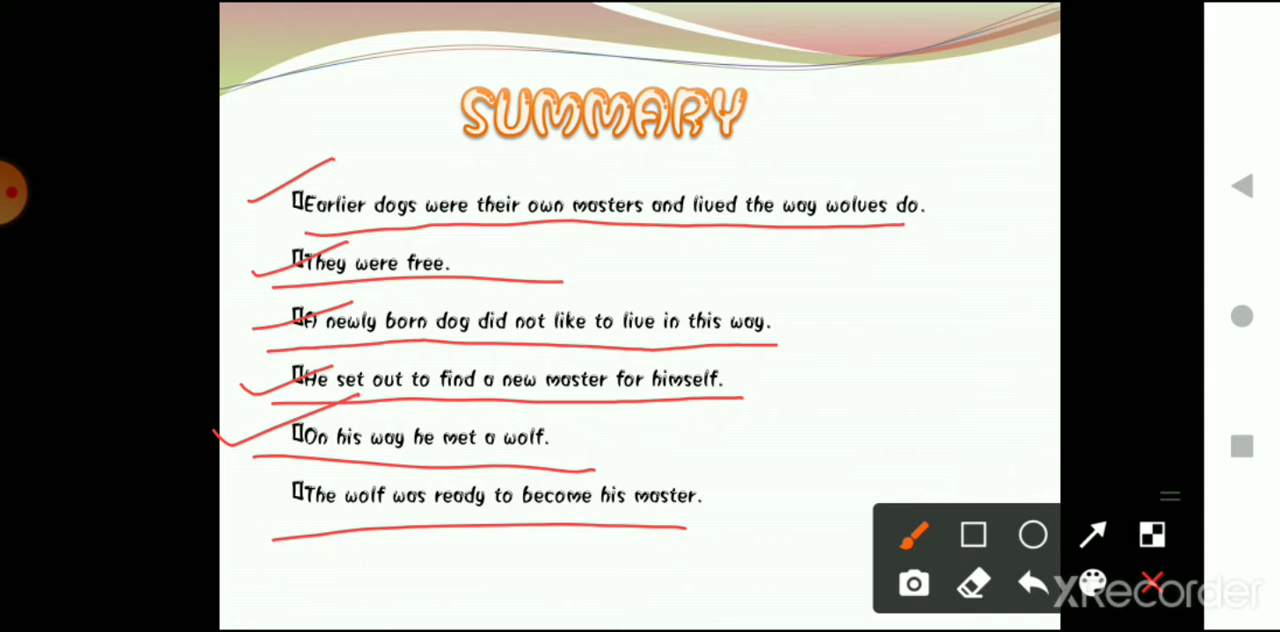 SUMMARY
Earlier dogs were their own masters and lived the way wolves do.
They were free.
A newly born dog did not like to live in this way.
He set out to find a new master for himself.
On his way he met a wolf.
The wolf was ready to become his master.
XRecorder